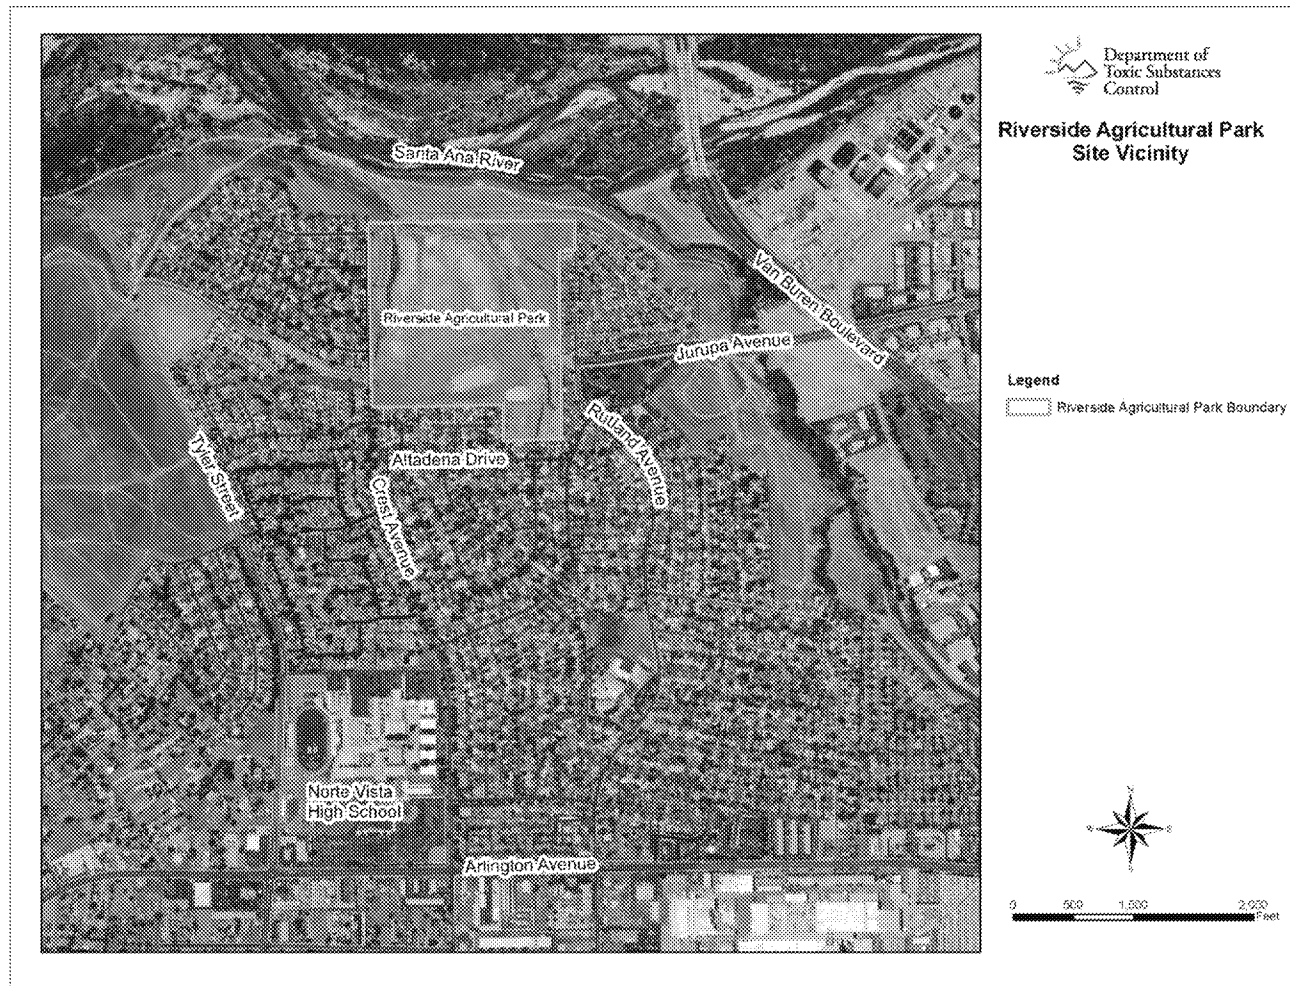 Department of
Toxic Substances
Control
Riverside Agricultural Park
Site Vicinity
Santa Ana River
Van Buren Boulevard
Riverside Agricultural Park
Jurupa Avenue
Legend
Riverside Agricultural Park Boundary
Rutland Avenue
Tyler Street
Altadena Drive
Crest Avenue
Norte Vista
High School
Arlington Avenue
N
W E
S
0 500 1,000 2,000
Feet